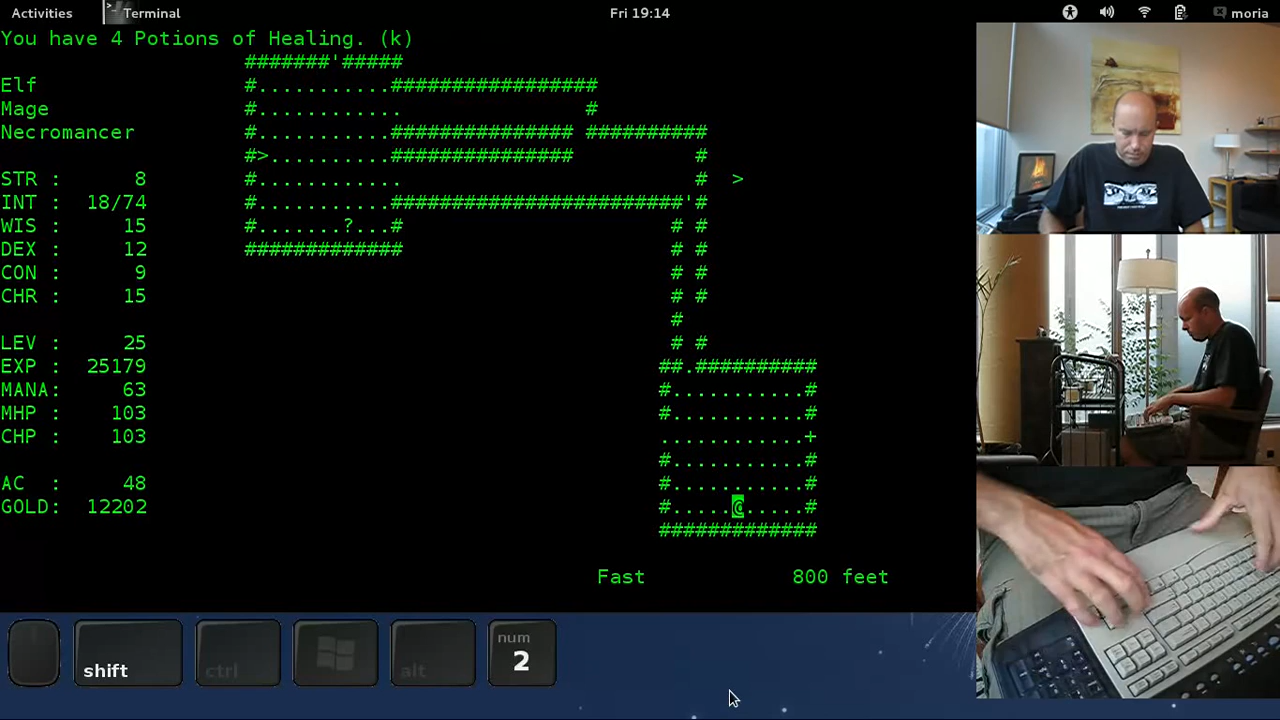 Activities Terminal Fri 19:14 moria
You have 4 Potions of Healing. (k)
#######'#####
Elf #...........#################
Mage #............ #
Necromancer #...........############### ##########
#>..........############### #
STR : 8 #............ # >
INT : 18/74 #...........########################'#
WIS : 15 #.......?...# # #
DEX : 12 ############# # #
CON : 9 # #
CHR : 15 # #
#
LEV : 25 # #
EXP : 25179 ##.##########
MANA: 63 #...........#
MHP : 103 #...........#
CHP : 103 ............+
#...........#
AC : 48 #...........#
GOLD: 12202 #.....@.....#
#############
Fast 800 feet
shift ctrl alt num
2